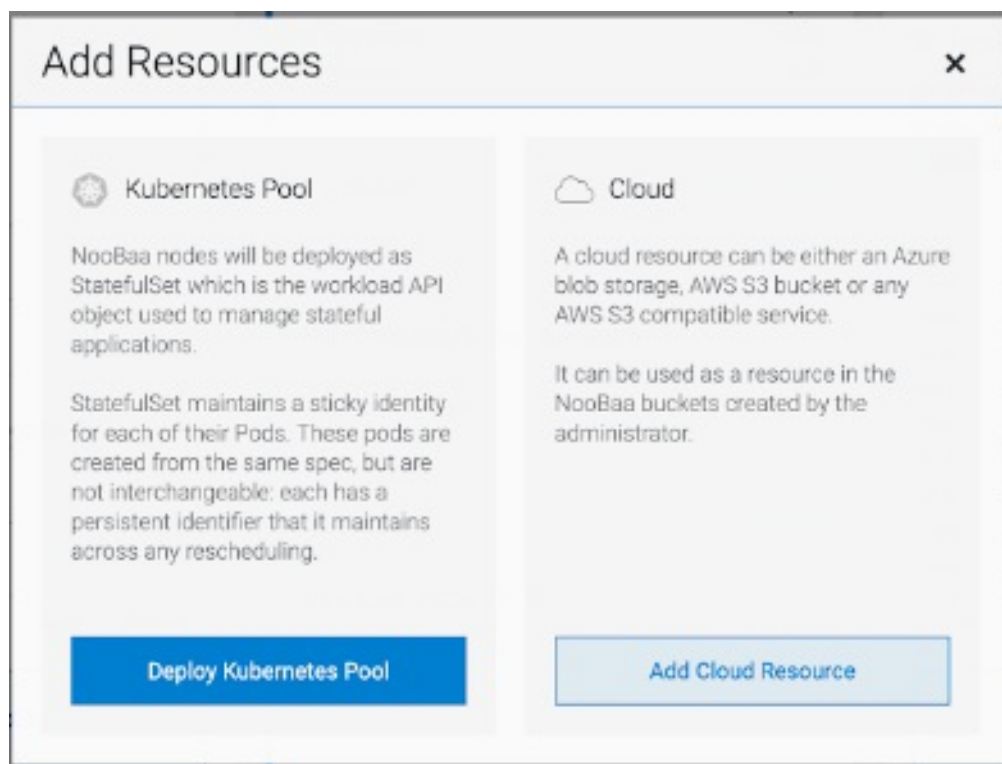 Add Resources
Kubernetes Pool
NooBaa nodes will be deployed as
StatefulSet which is the workload API
object used to manage stateful
applications.
StatefulSet maintains a sticky identity
for each of their Pods. These pods are
created from the same spec, but are
not interchangeable: each has a
persistent identifier that it maintains
across any rescheduling.
Deploy Kubernetes Pool
Cloud
A cloud resource can be either an Azure
blob storage, AWS S3 bucket or any
AWS S3 compatible service.
It can be used as a resource in the
NooBaa buckets created by the
administrator.
Add Cloud Resource